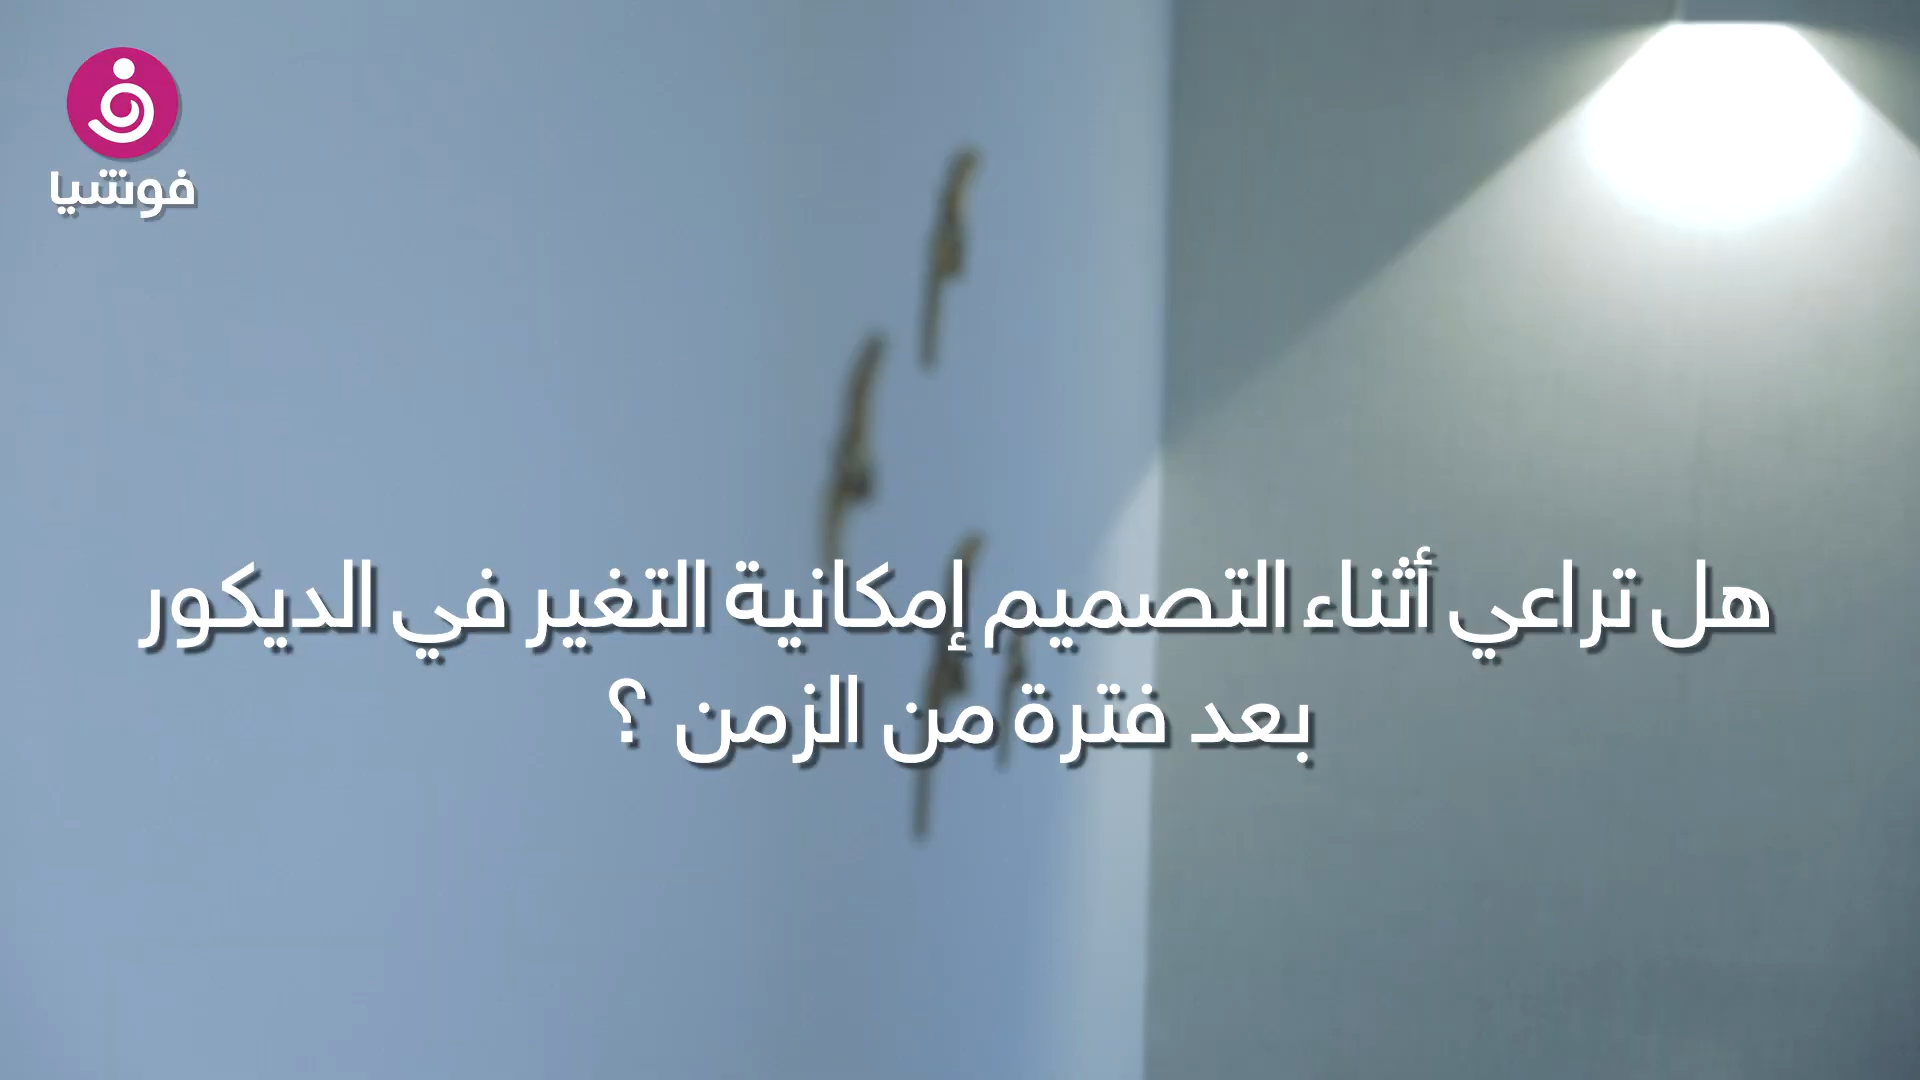 فوشيا
هل تراعي أثناء التصميم إمكانية التغير في الديكور
بعد فترة من الزمن ؟